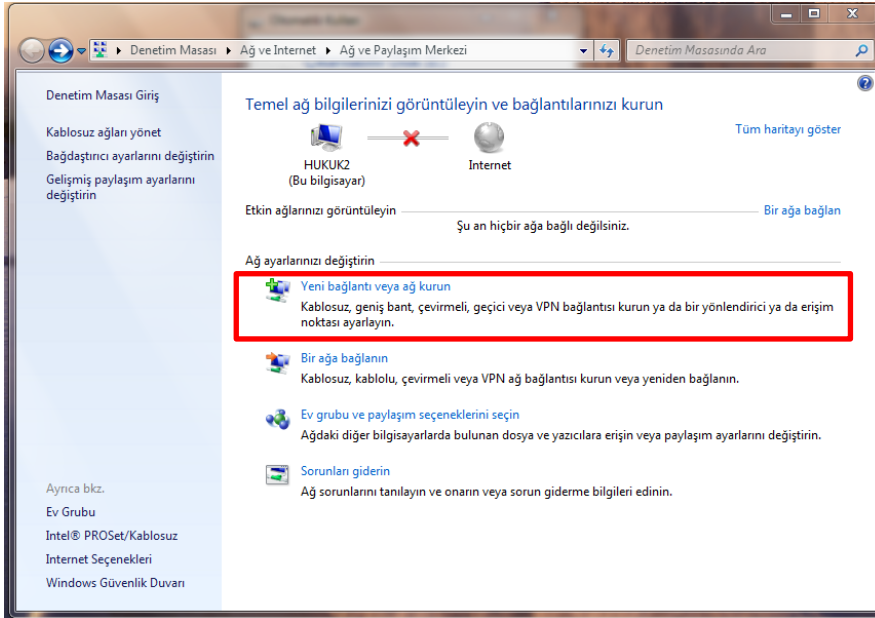 Denetim Masası ▸ Ağ ve Internet ▸ Ağ ve Paylaşım Merkezi
Denetim Masasında Ara
Denetim Masası Giriş
Kablosuz ağları yönet
Bağdaştırıcı ayarlarını değiştirin
Gelişmiş paylaşım ayarlarını
değiştirin
Temel ağ bilgilerinizi görüntüleyin ve bağlantılarınızı kurun
Tüm haritayı göster
HUKUK2
(Bu bilgisayar)
Internet
Etkin ağlarınızı görüntüleyin
Bir ağa bağlan
Şu an hiçbir ağa bağlı değilsiniz.
Ağ ayarlarınızı değiştirin
Yeni bağlantı veya ağ kurun
Kablosuz, geniş bant, çevirmeli, geçici veya VPN bağlantısı kurun ya da bir yönlendirici ya da erişim
noktası ayarlayın.
Bir ağa bağlanın
Kablosuz, kablolu, çevirmeli veya VPN ağ bağlantısı kurun veya yeniden bağlanın.
Ev grubu ve paylaşım seçeneklerini seçin
Ağdaki diğer bilgisayarlarda bulunan dosya ve yazıcılara erişin veya paylaşım ayarlarını değiştirin.
Sorunları giderin
Ağ sorunlarını tanılayın ve onarın veya sorun giderme bilgileri edinin.
Ayrıca bkz.
Ev Grubu
Intel® PROSet/Kablosuz
Internet Seçenekleri
Windows Güvenlik Duvarı